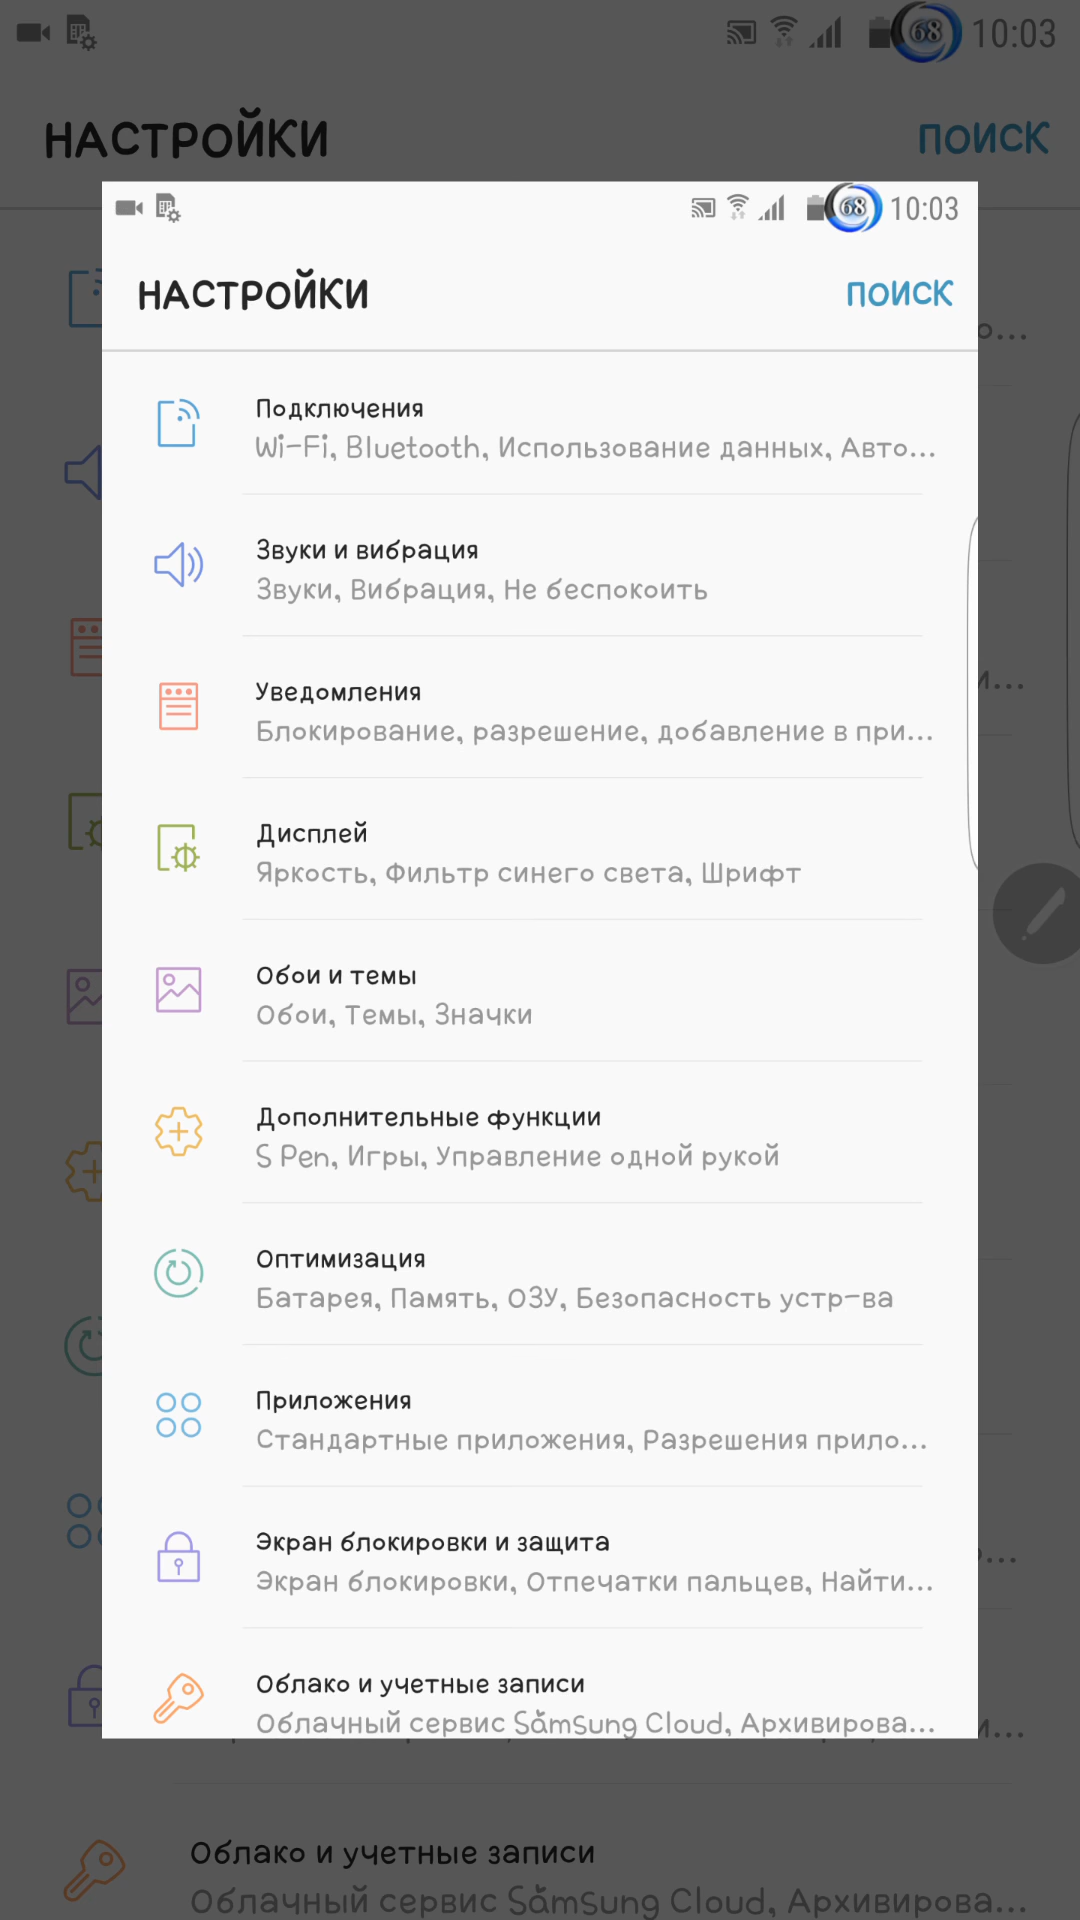 68 10:03
НАСТРОЙКИ ПОИСК
68 10:03
НАСТРОЙКИ ПОИСК
Подключения
Wi-Fi, Bluetooth, Использование данных, Авто...
Звуки и вибрация
Звуки, Вибрация, Не беспокоить
Уведомления
Блокирование, разрешение, добавление в при...
Дисплей
Яркость, Фильтр синего света, Шрифт
Обои и темы
Обои, Темы, Значки
Дополнительные функции
S Pen, Игры, Управление одной рукой
Оптимизация
Батарея, Память, ОЗУ, Безопасность устр-ва
Приложения
Стандартные приложения, Разрешения прило...
Экран блокировки и защита
Экран блокировки, Отпечатки пальцев, Найти...
Облако и учетные записи
Облачный сервис Samsung Cloud, Архивирова...
Облако и учетные записи
Облачный сервис Samsung Cloud, Архивирова...